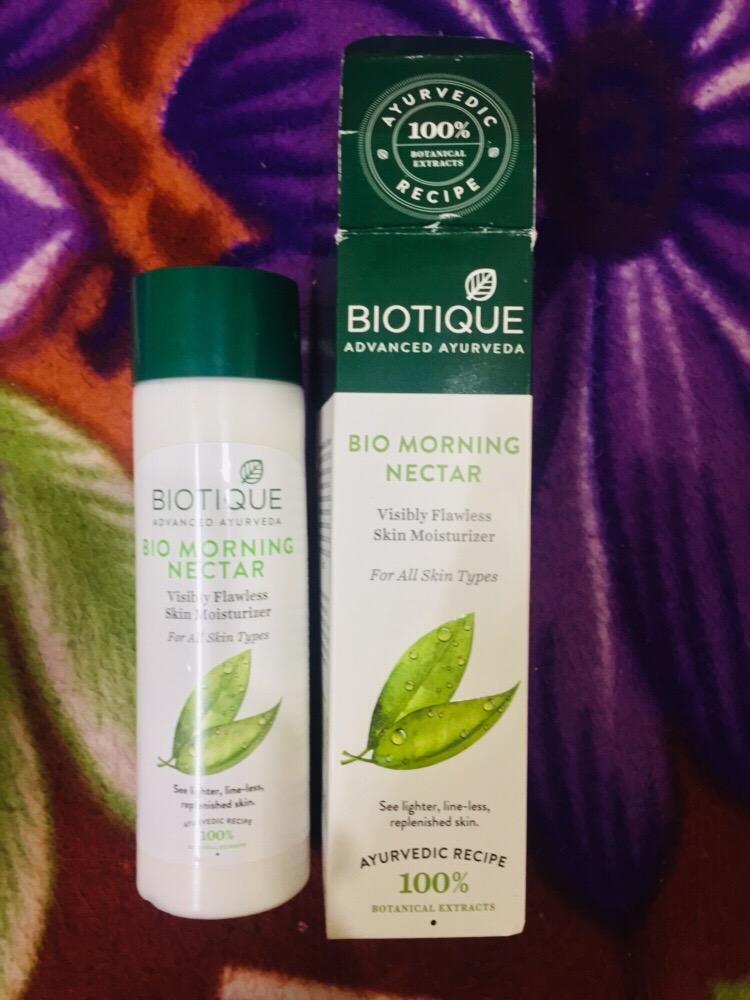 AYURVEDIC
100%
BOTANICAL
EXTRACTS
RECIPE
BIOTIQUE
ADVANCED AYURVEDA
BIO MORNING
NECTAR
Visibly Flawless
Skin Moisturizer
For All Skin Types
See lighter, line-less,
replenished skin.
AYURVEDIC RECIPE
100%
BOTANICAL EXTRACTS
BIOTIQUE
ADVANCED AYURVEDA
BIO MORNING
NECTAR
Visibly Flawless
Skin Moisturizer
For All Skin Types
See lighter, line-less,
replenished skin.
AYURVEDIC RECIPE
100%